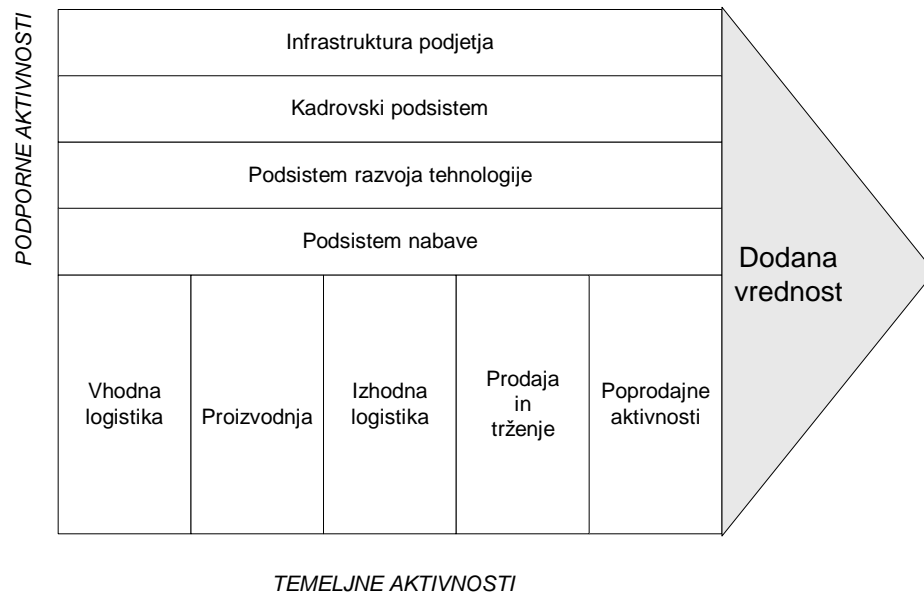 PODPORNE AKTIVNOSTI
Infrastruktura podjetja
Kadrovski podsistem
Podsistem razvoja tehnologije
Podsistem nabave
Vhodna
logistika
Proizvodnja
Izhodna
logistika
Prodaja
in
trženje
Poprodajne
aktivnosti
Dodana
vrednost
TEMELJNE AKTIVNOSTI